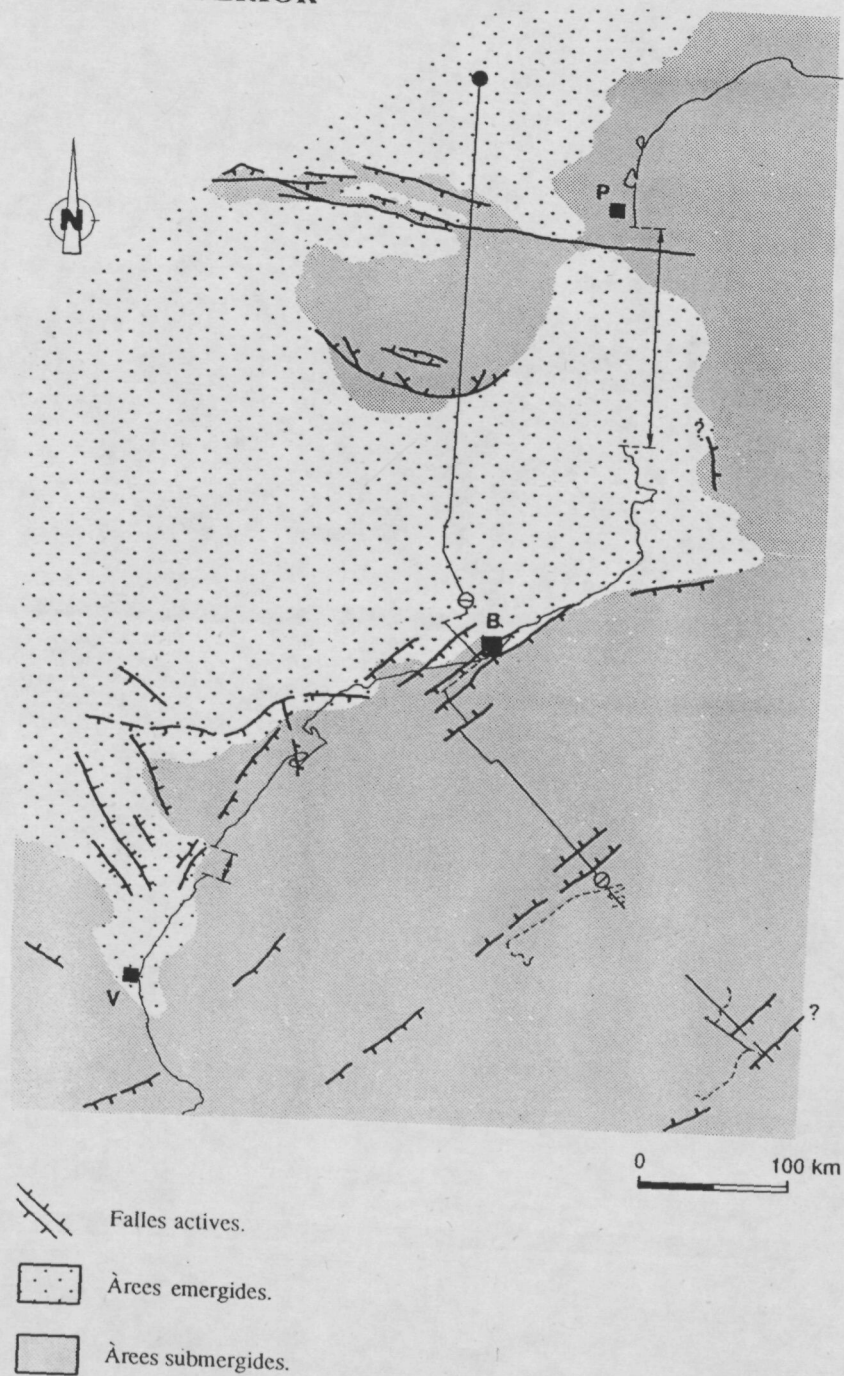 N
P
?
B
V
?
0 100 km
Falles actives.
Àrees emergides.
Àrees submergides.